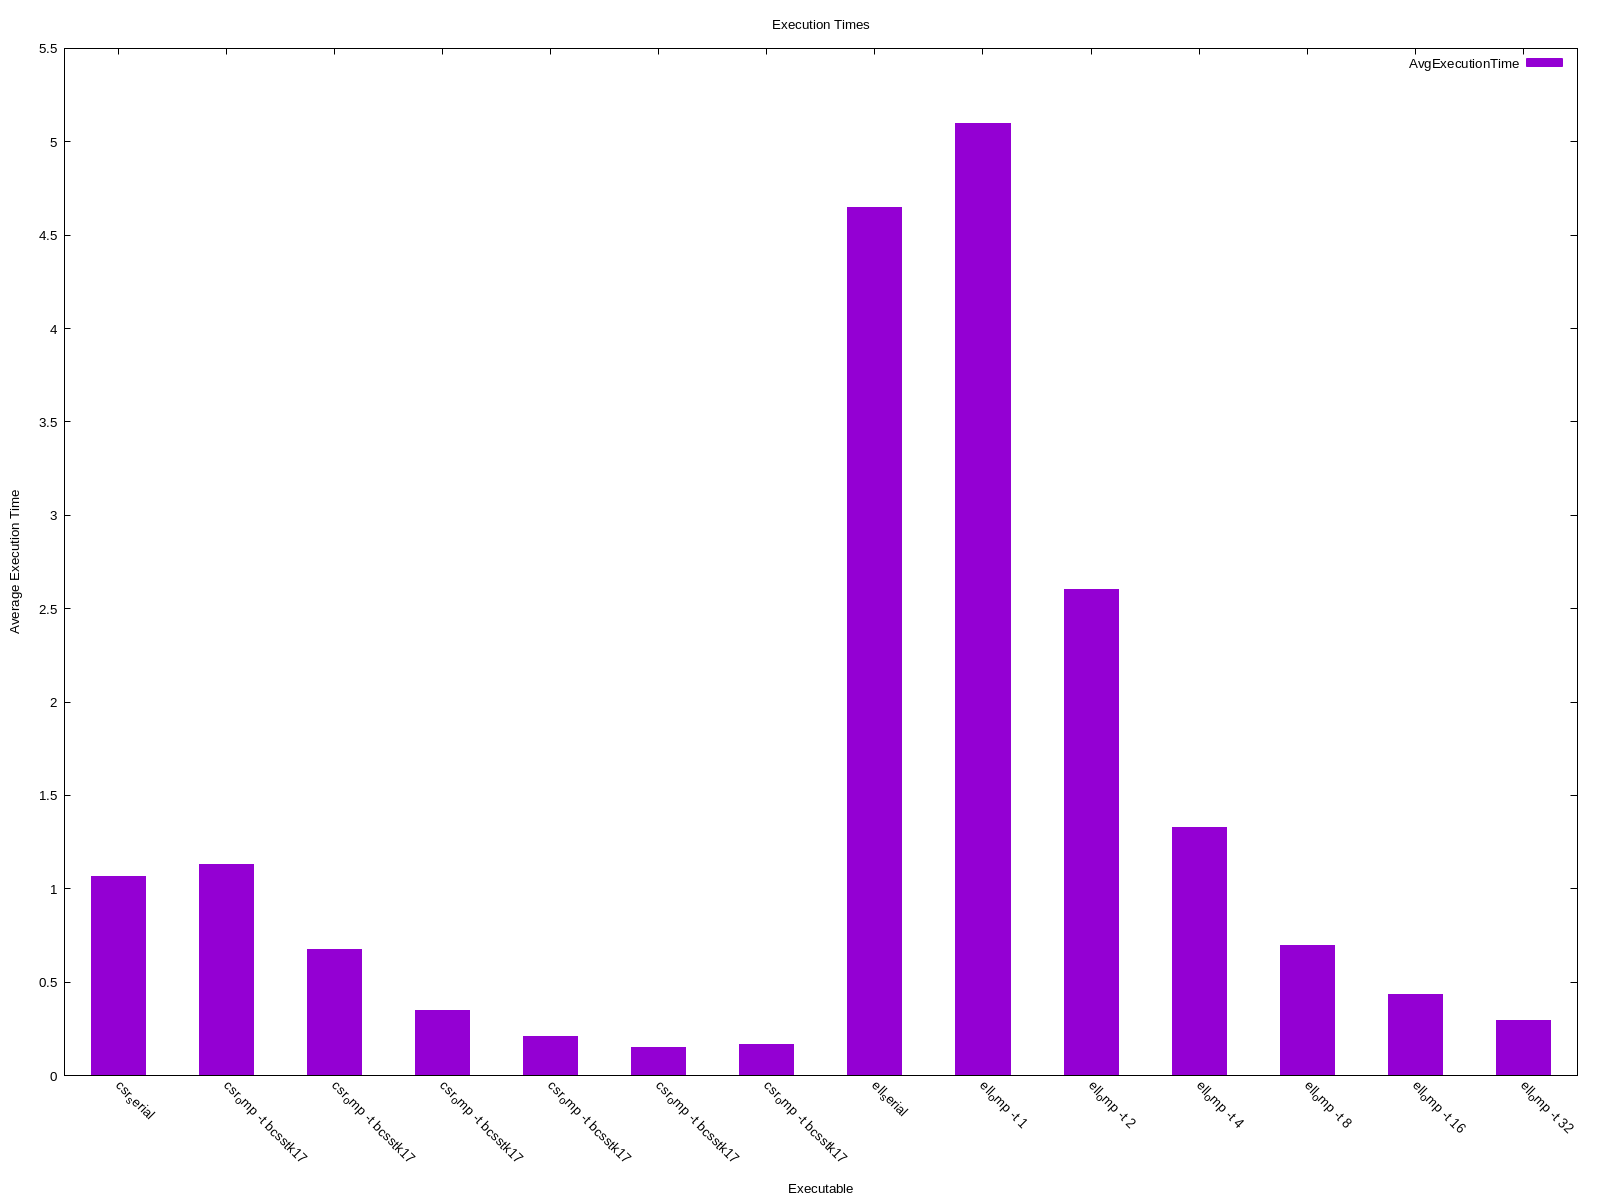 Execution Times
AvgExecutionTime
5.5
5
4.5
4
3.5
3
2.5
2
1.5
1
0.5
0
Average Execution Time
csrserial
csromp -t bcsstk17
csromp -t bcsstk17
csromp -t bcsstk17
csromp -t bcsstk17
csromp -t bcsstk17
csromp -t bcsstk17
ellserial
ellomp -t 1
ellomp -t 2
ellomp -t 4
ellomp -t 8
ellomp -t 16
ellomp -t 32
Executable